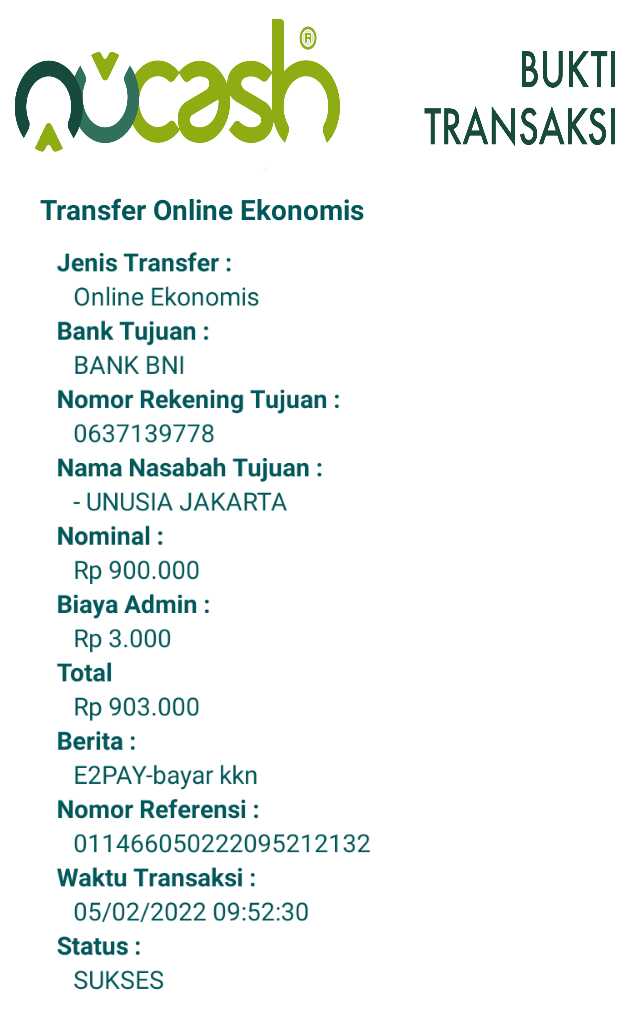 nucash®
BUKTI
TRANSAKSI
Transfer Online Ekonomis
Jenis Transfer :
Online Ekonomis
Bank Tujuan :
BANK BNI
Nomor Rekening Tujuan :
0637139778
Nama Nasabah Tujuan :
- UNUSIA JAKARTA
Nominal :
Rp 900.000
Biaya Admin :
Rp 3.000
Total
Rp 903.000
Berita :
E2PAY-bayar kkn
Nomor Referensi :
011466050222095212132
Waktu Transaksi :
05/02/2022 09:52:30
Status :
SUKSES